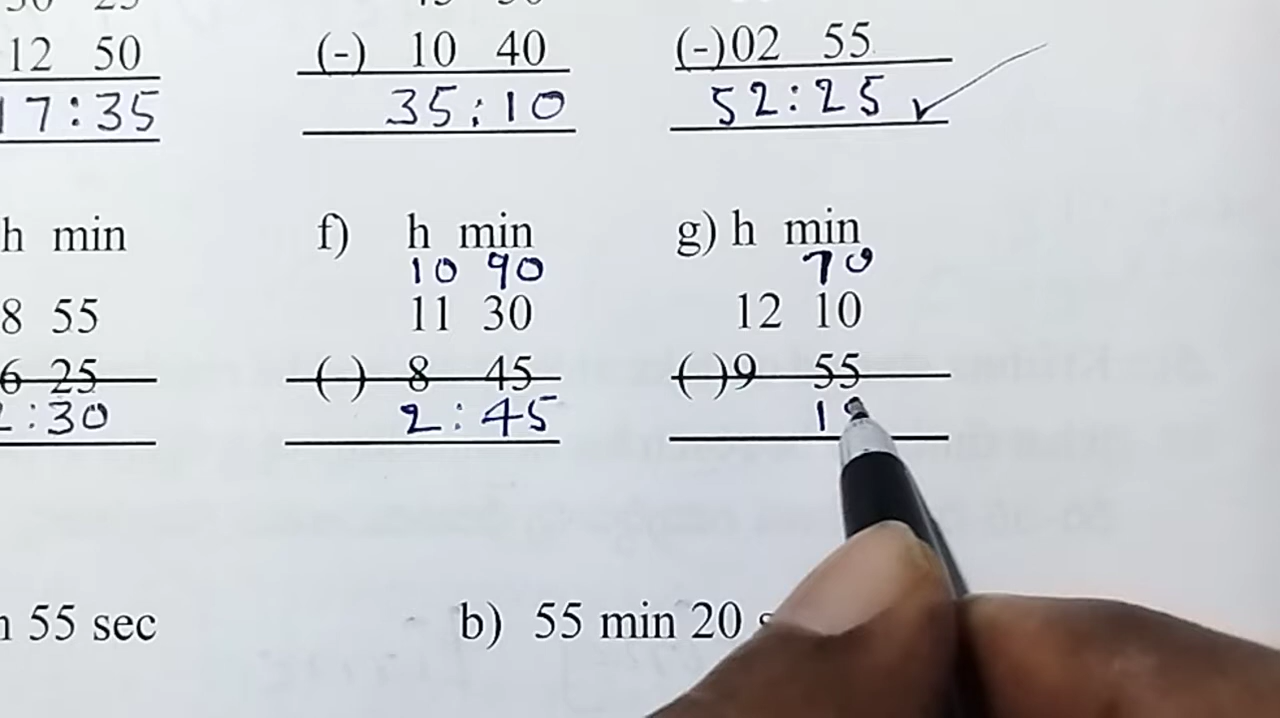 12 50 (-) 10 40 (-)02 55
17:35 35:10 52:25
h min f) h min g) h min
10 90 70
8 55 11 30 12 10
6 25 ( ) 8 45 ( )9 55
:30 2:45 1
55 sec b) 55 min 20